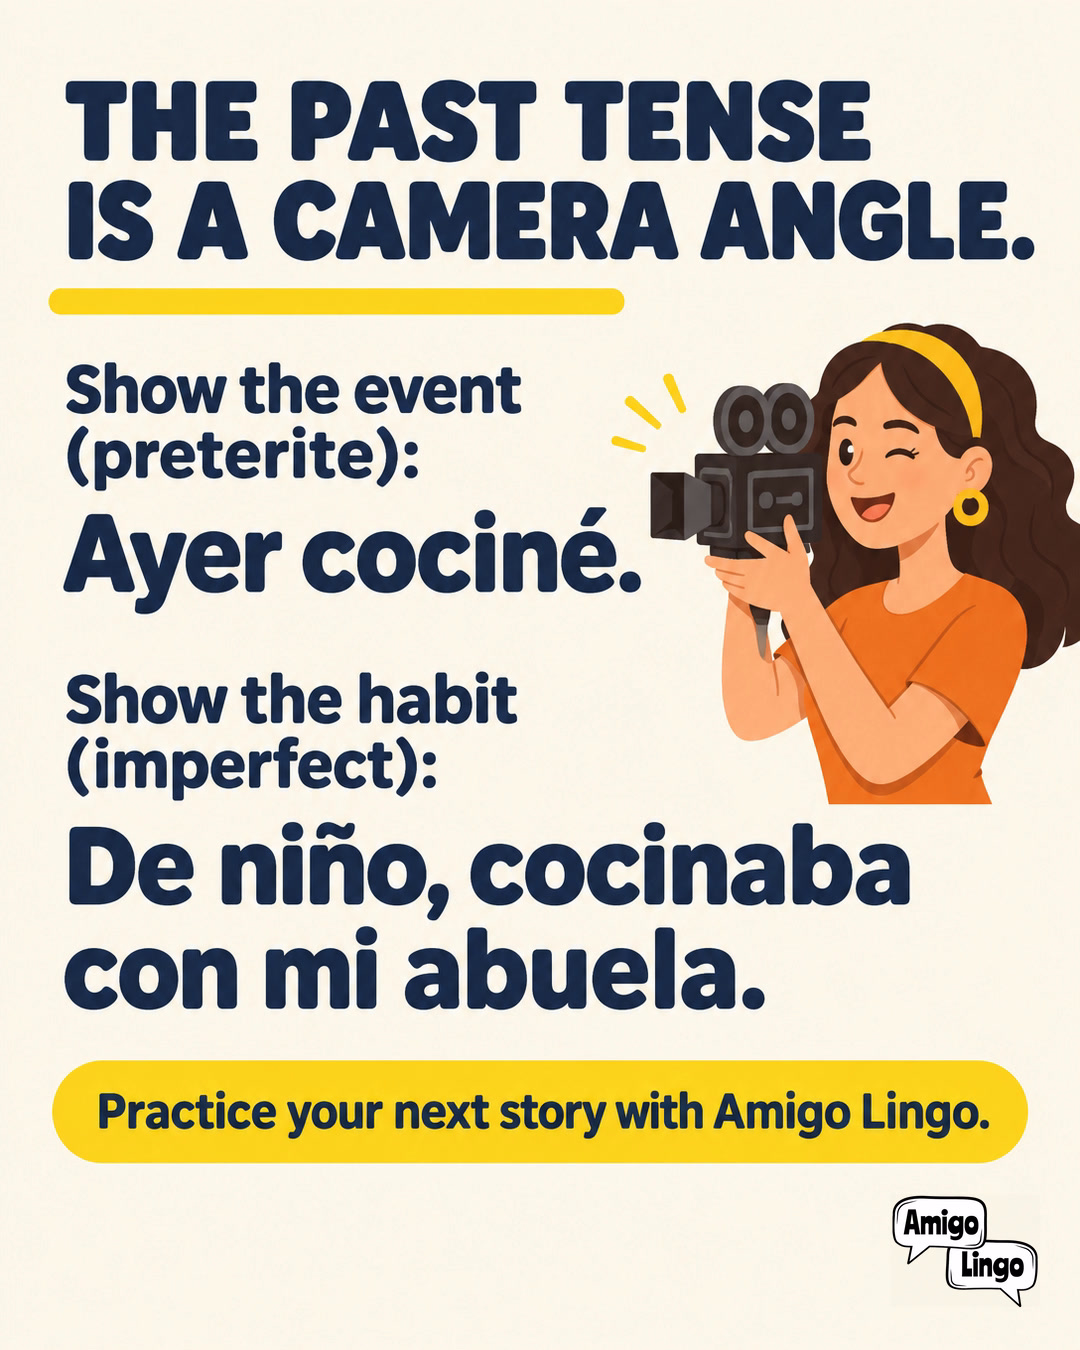 THE PAST TENSE
IS A CAMERA ANGLE.
Show the event
(preterite):
Ayer cociné.
Show the habit
(imperfect):
De niño, cocinaba
con mi abuela.
Practice your next story with Amigo Lingo.
Amigo
Lingo